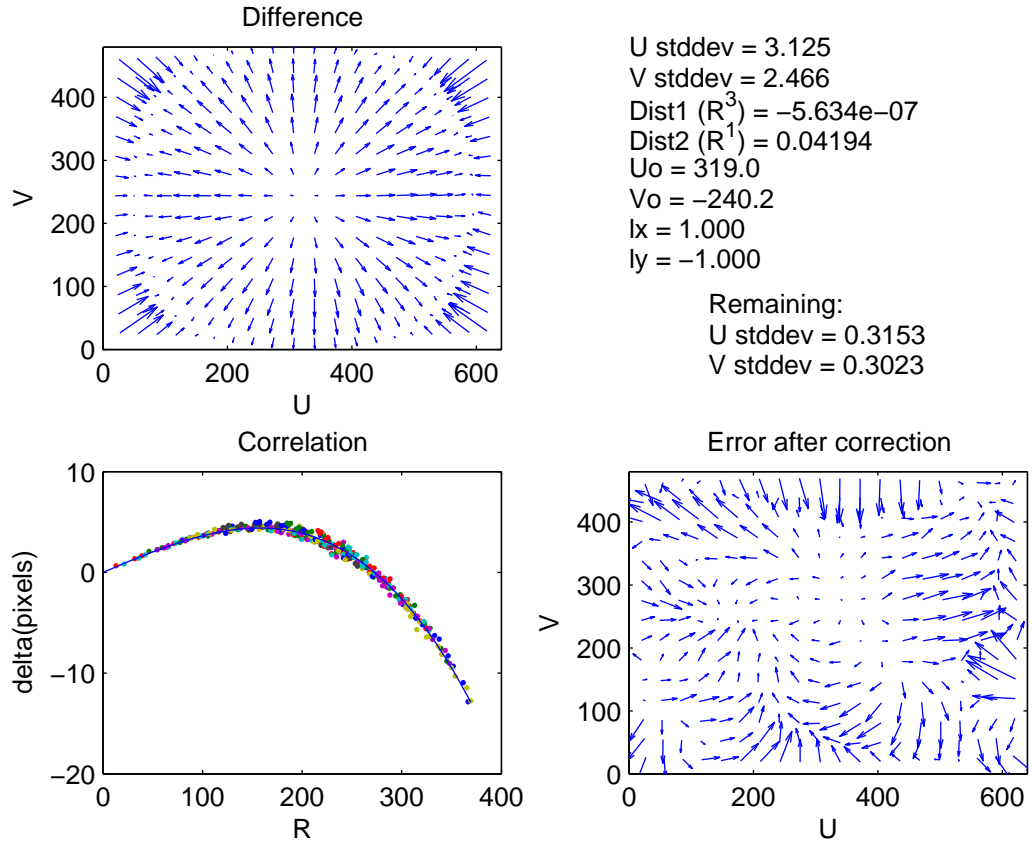 Difference
V
400
300
200
100
0
0 200 400 600
U
U stddev = 3.125
V stddev = 2.466
Dist1 (R^3) = −5.634e−07
Dist2 (R^1) = 0.04194
Uo = 319.0
Vo = −240.2
lx = 1.000
ly = −1.000
Remaining:
U stddev = 0.3153
V stddev = 0.3023
Correlation
delta(pixels)
10
0
−10
−20
0 100 200 300 400
R
Error after correction
V
400
300
200
100
0
0 200 400 600
U